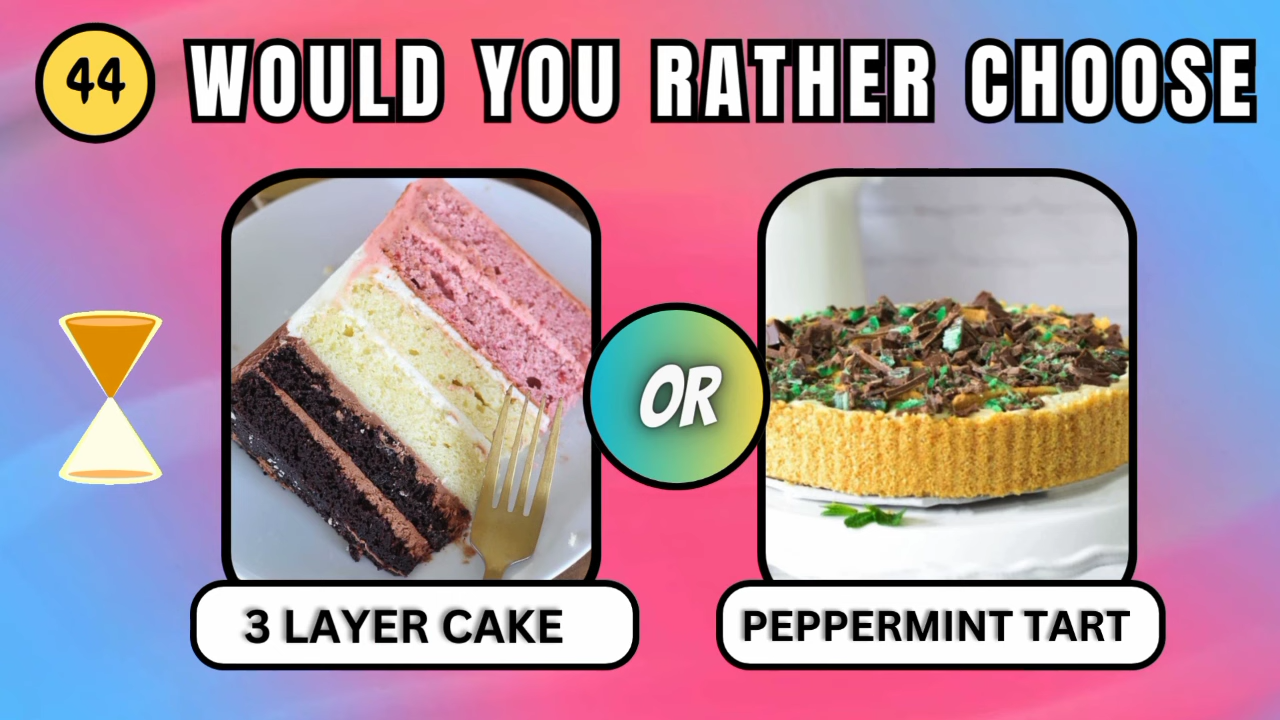 44 WOULD YOU RATHER CHOOSE
OR
3 LAYER CAKE
PEPPERMINT TART